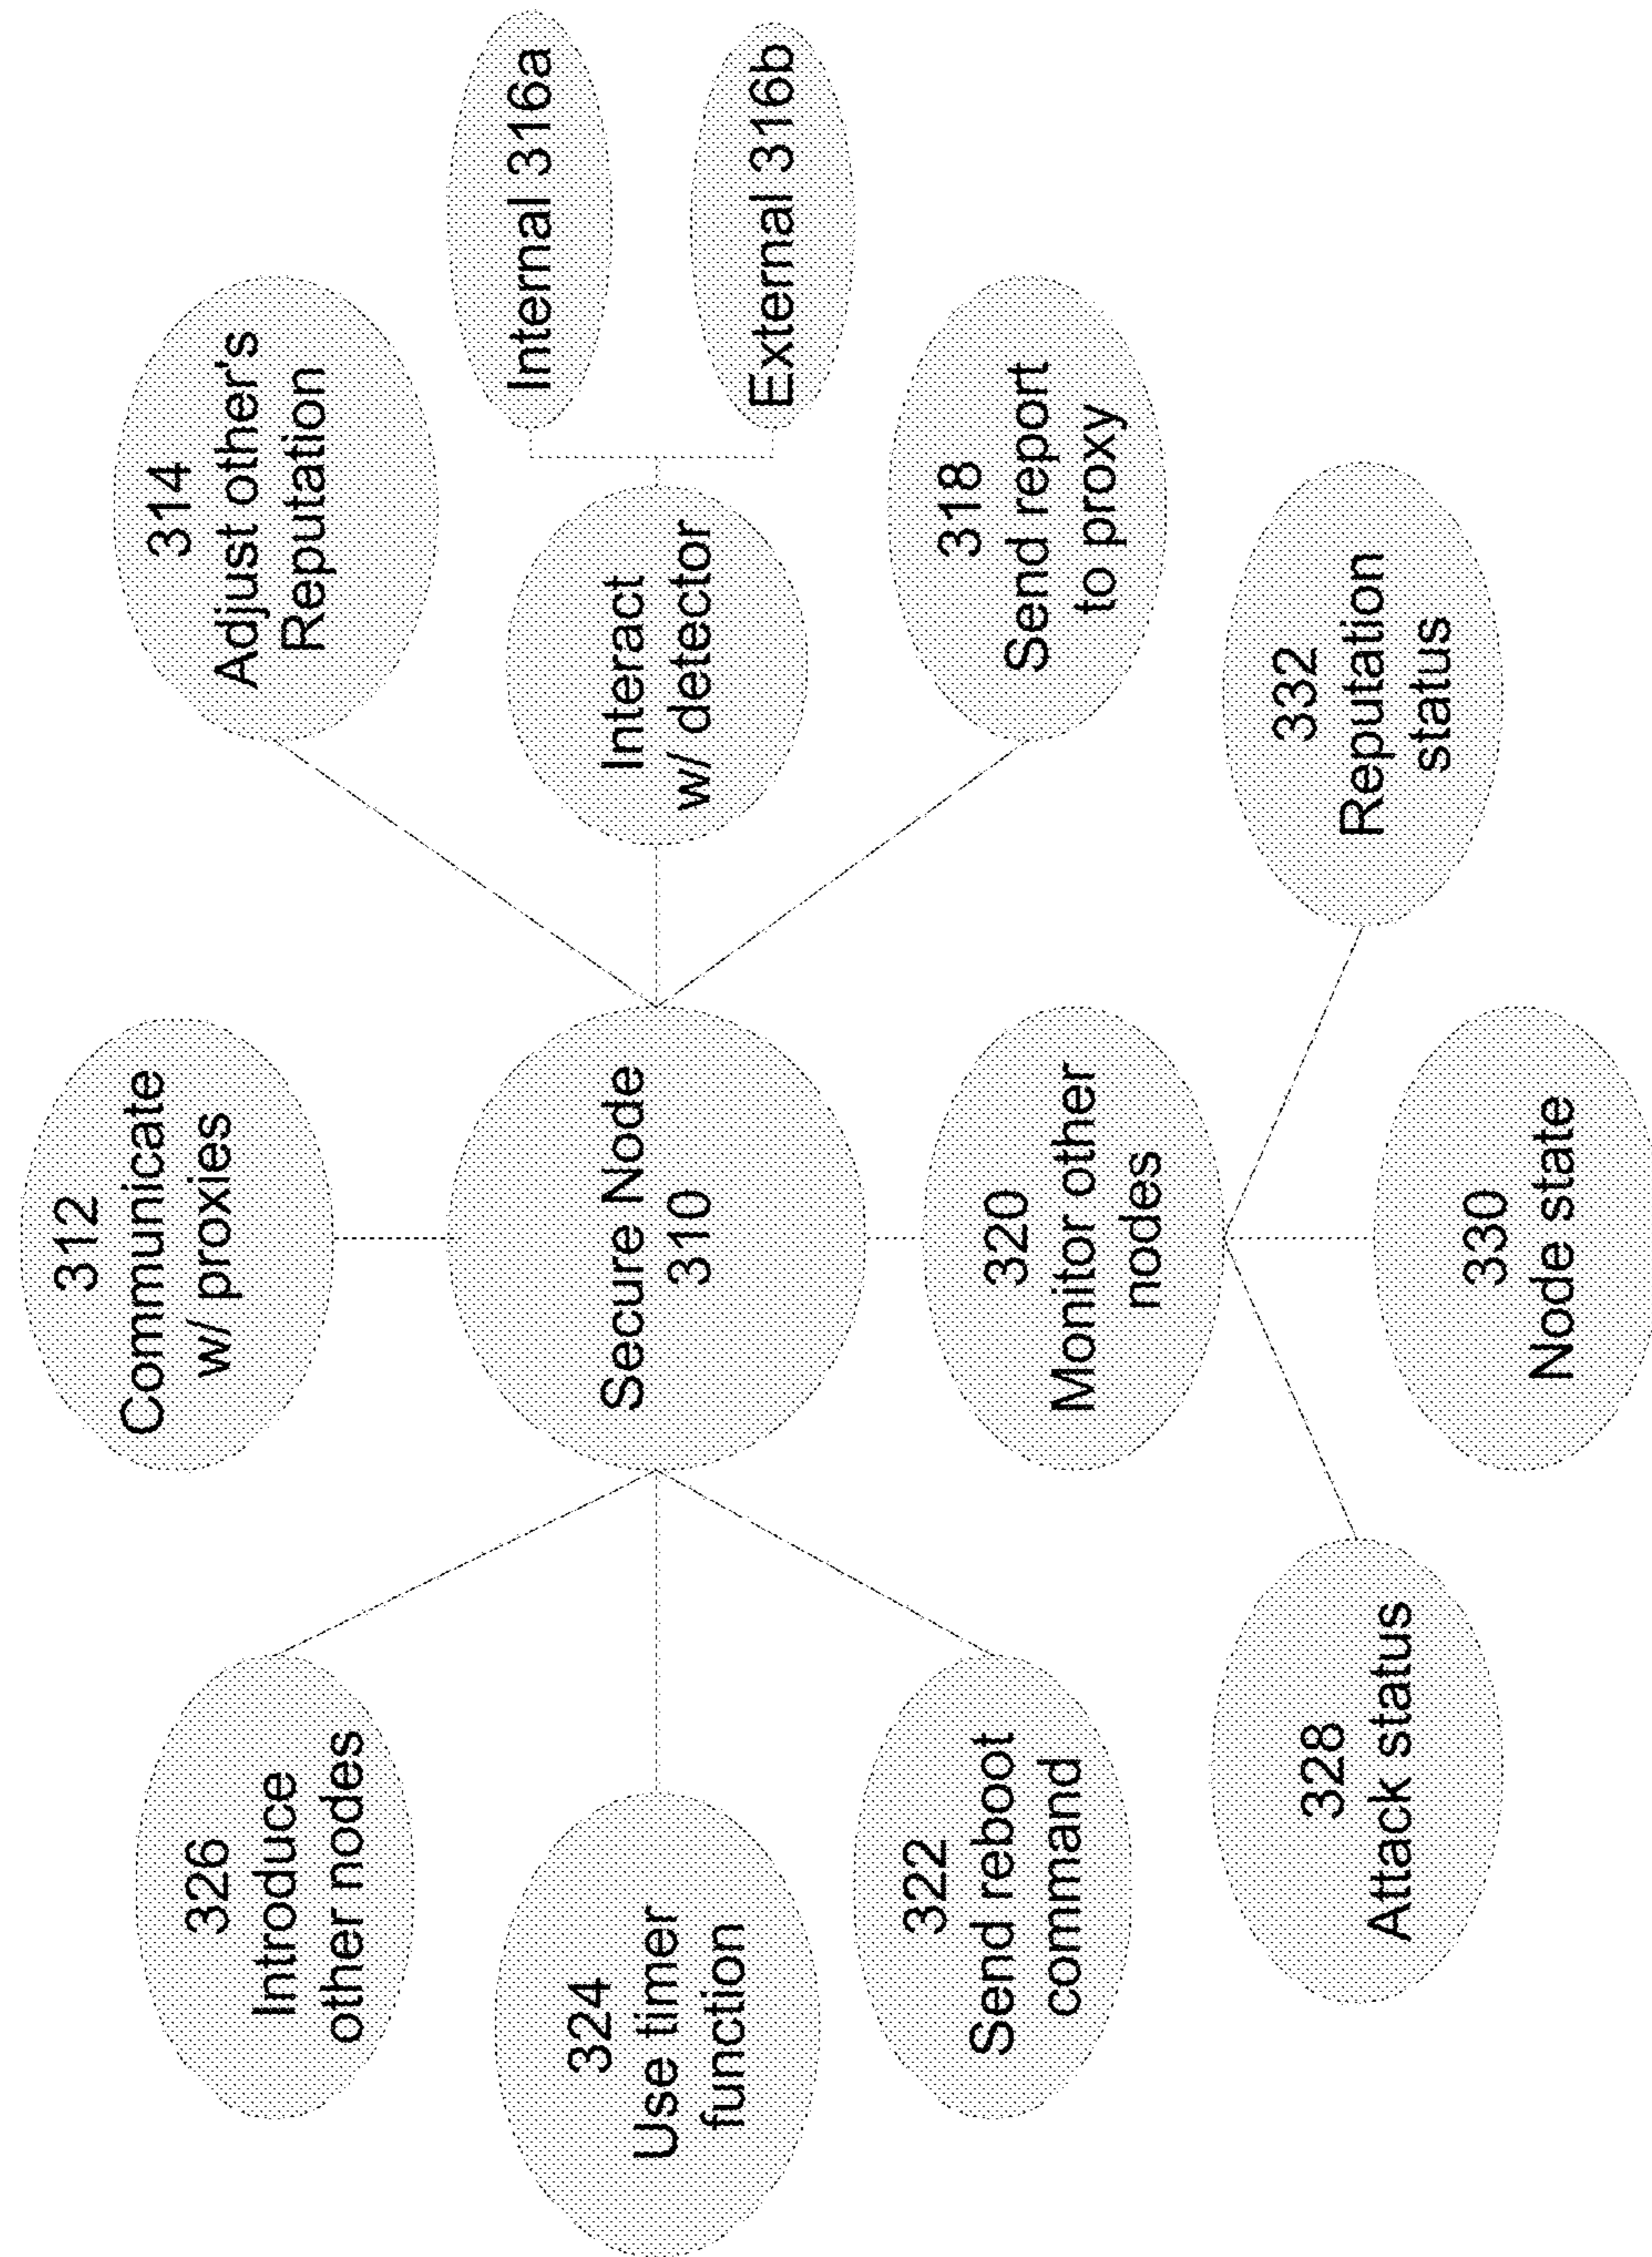 312
Communicate
w/ proxies
326
Introduce
other nodes
314
Adjust other's
Reputation
324
Use timer
function
Secure Node
310
Interact
w/ detector
Internal 316a
External 316b
322
Send reboot
command
320
Monitor other
nodes
318
Send report
to proxy
328
Attack status
330
Node state
332
Reputation
status